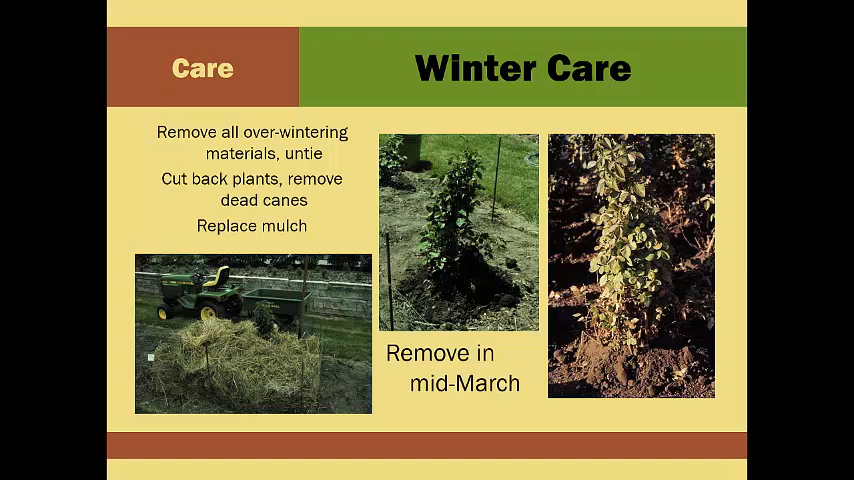 Care
Winter Care
Remove all over-wintering
materials, untie
Cut back plants, remove
dead canes
Replace mulch
Remove in
mid-March